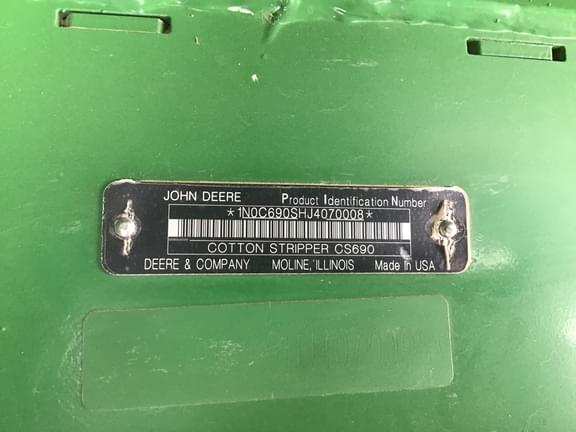 JOHN DEERE Product Identification Number
*1N0C690SHJ4070008*
COTTON STRIPPER CS690
DEERE & COMPANY MOLINE, ILLINOIS Made In USA